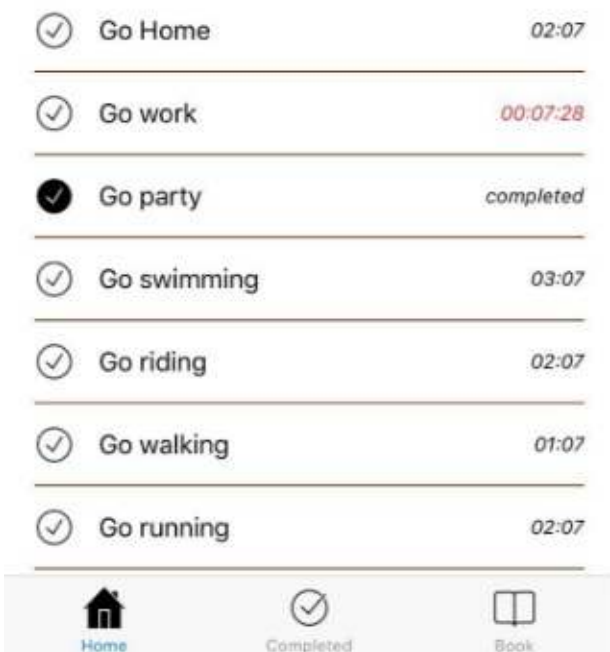 Go Home 02:07
Go work 00:07:28
Go party completed
Go swimming 03:07
Go riding 02:07
Go walking 01:07
Go running 02:07
Home Completed Book